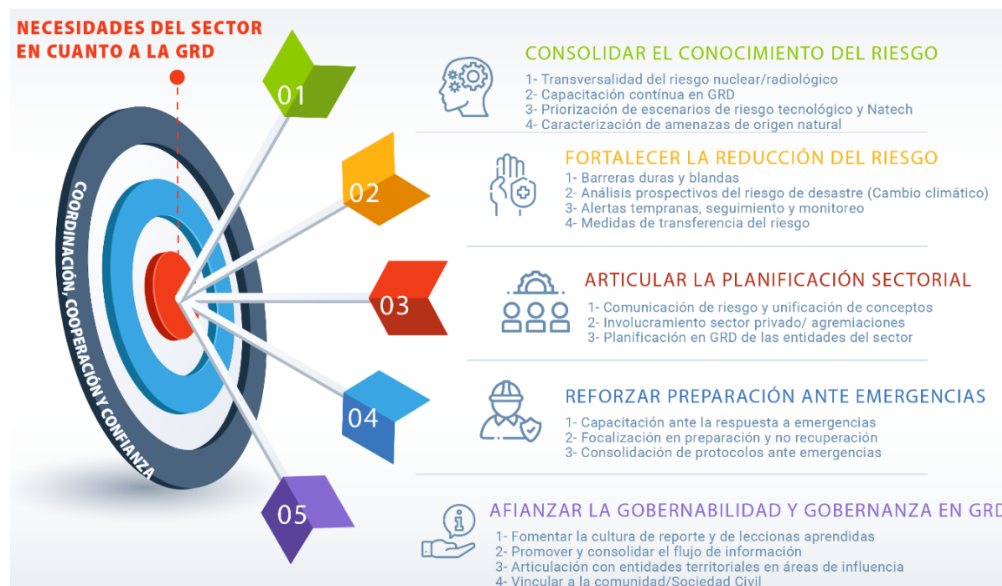 NECESIDADES DEL SECTOR
EN CUANTO A LA GRD
COORDINACIÓN, COOPERACIÓN Y CONFIANZA
01
CONSOLIDAR EL CONOCIMIENTO DEL RIESGO
1- Transversalidad del riesgo nuclear/radiológico
2- Capacitación contínua en GRD
3- Priorización de escenarios de riesgo tecnológico y Natech
4- Caracterización de amenazas de origen natural
02
FORTALECER LA REDUCCIÓN DEL RIESGO
1- Barreras duras y blandas
2- Análisis prospectivos del riesgo de desastre (Cambio climático)
3- Alertas tempranas, seguimiento y monitoreo
4- Medidas de transferencia del riesgo
03
ARTICULAR LA PLANIFICACIÓN SECTORIAL
1- Comunicación de riesgo y unificación de conceptos
2- Involucramiento sector privado/ agremiaciones
3- Planificación en GRD de las entidades del sector
04
REFORZAR PREPARACIÓN ANTE EMERGENCIAS
1- Capacitación ante la respuesta a emergencias
2- Focalización en preparación y no recuperación
3- Consolidación de protocolos ante emergencias
05
AFIANZAR LA GOBERNABILIDAD Y GOBERNANZA EN GRD
1- Fomentar la cultura de reporte y de leccionas aprendidas
2- Promover y consolidar el flujo de información
3- Articulación con entidades territoriales en áreas de influencia
4- Vincular a la comunidad/Sociedad Civil